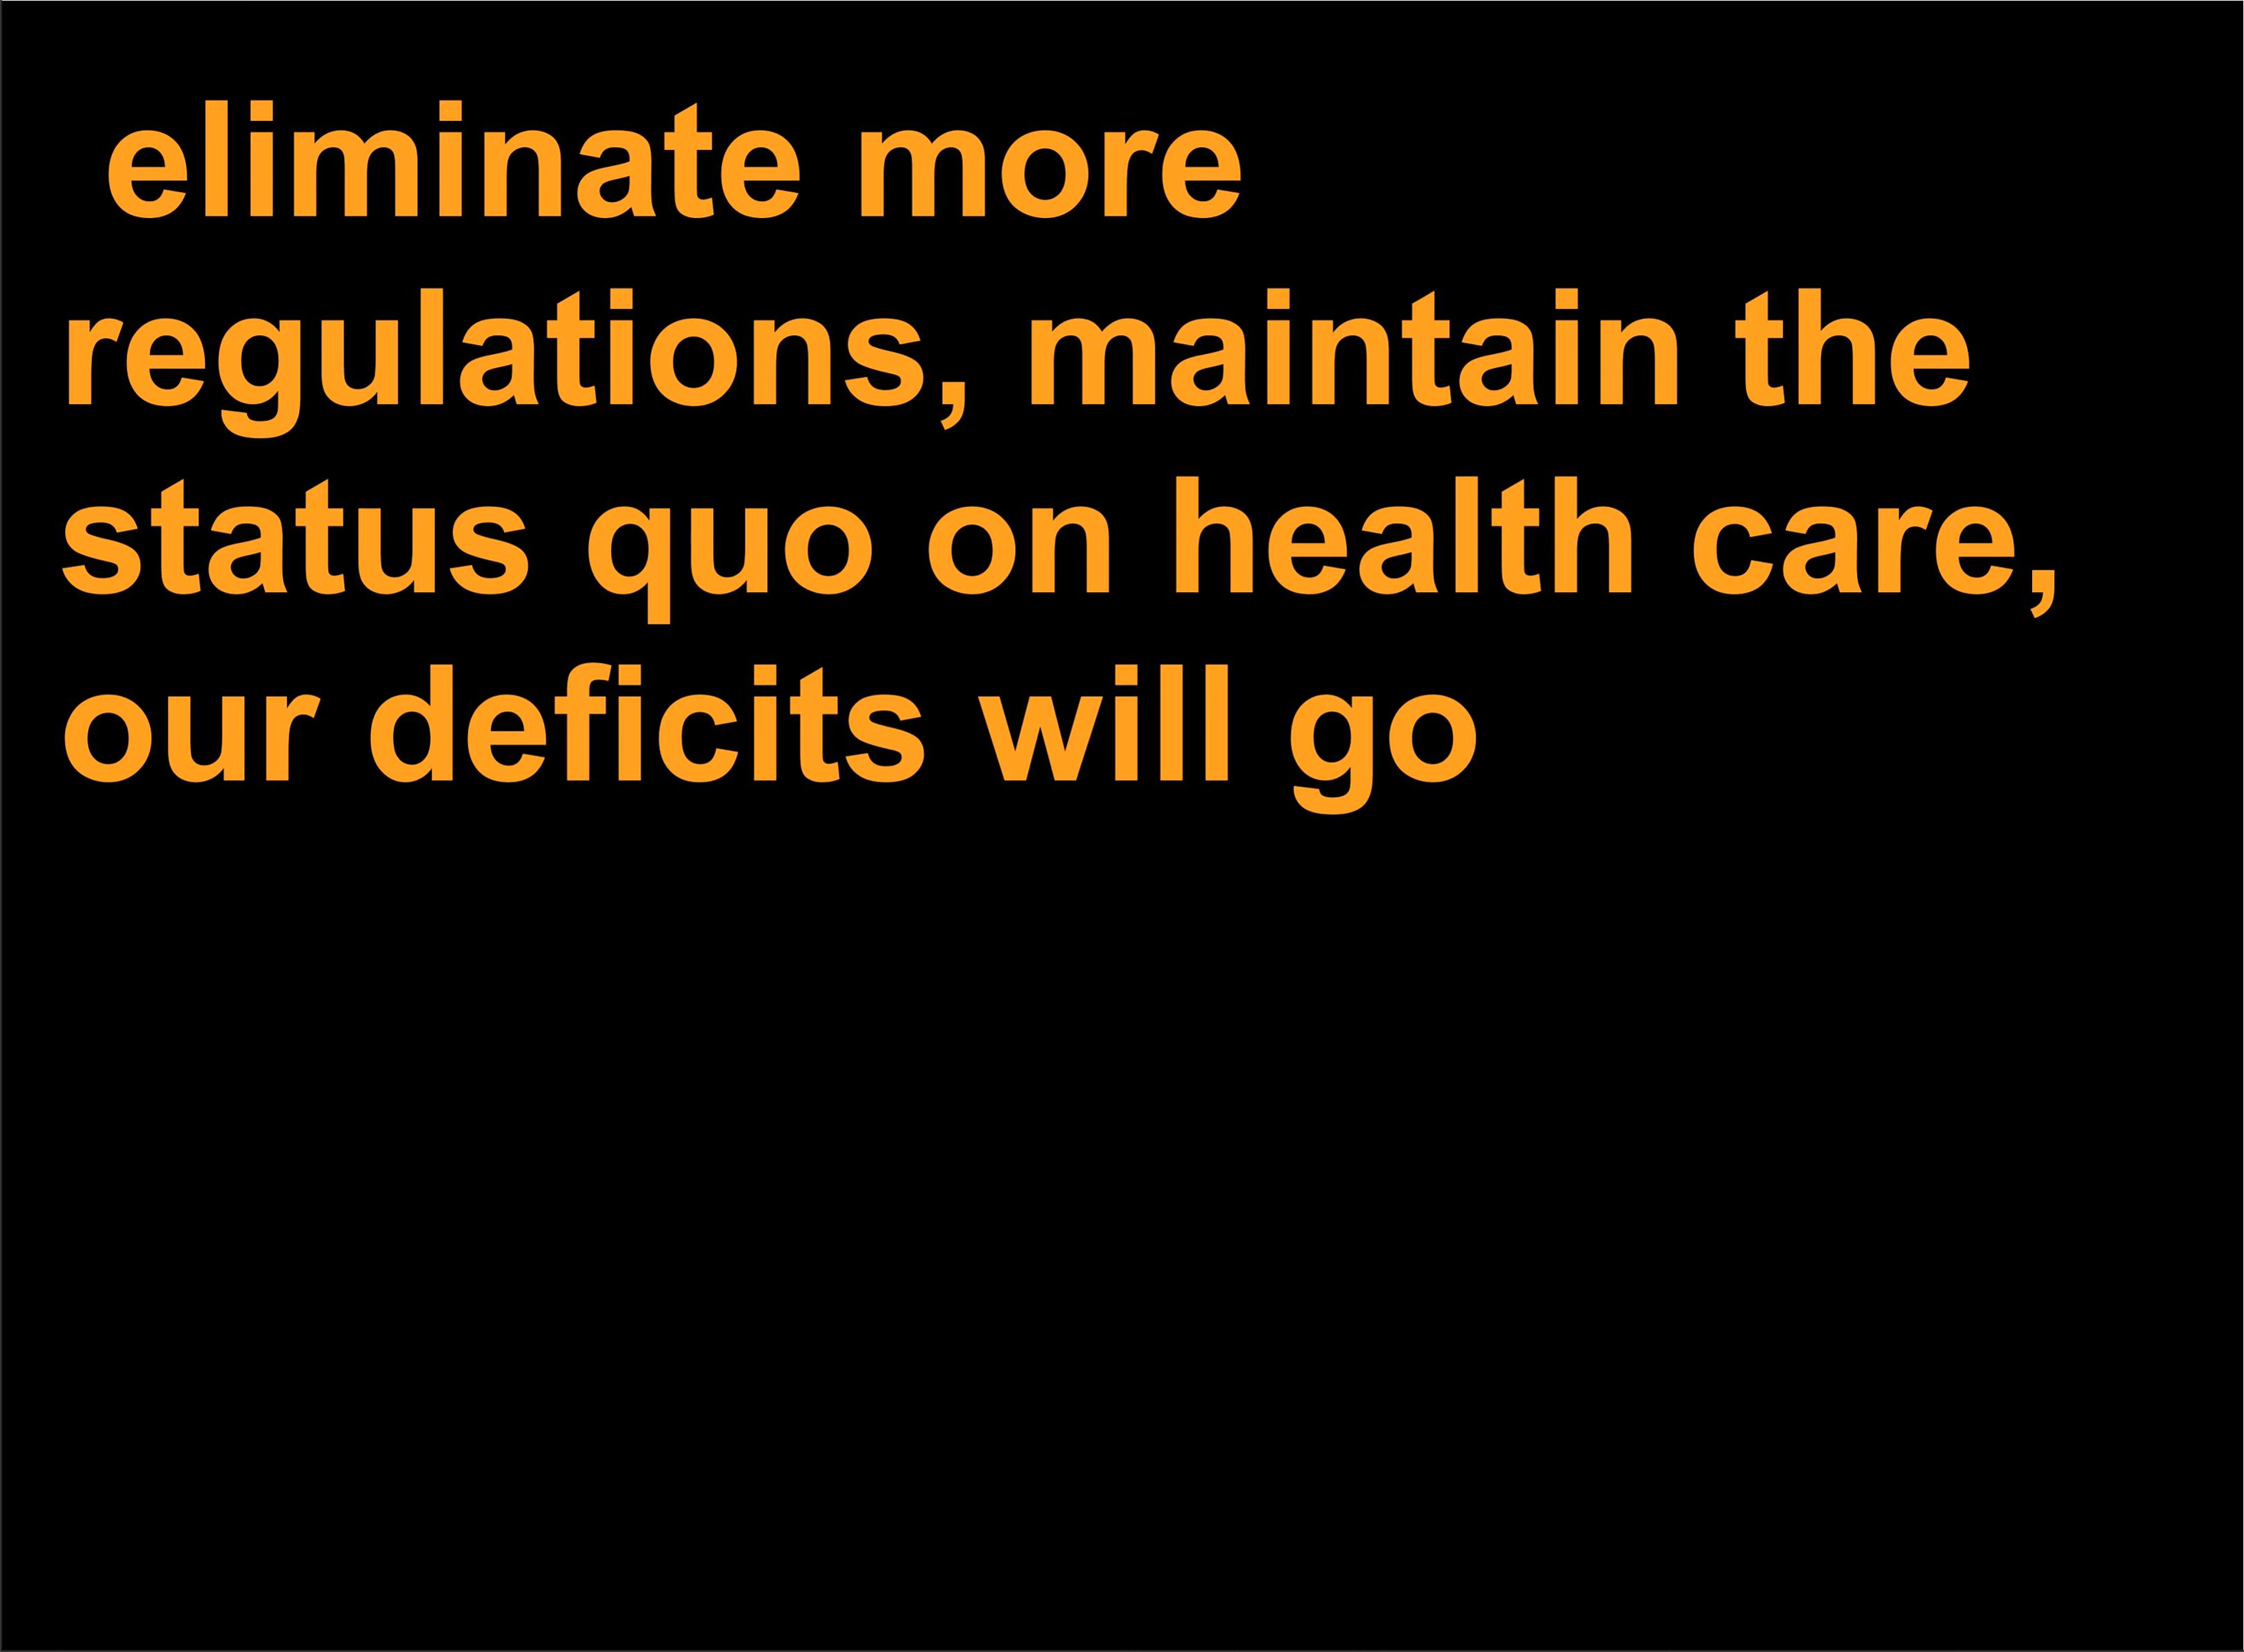 eliminate more
regulations, maintain the
status quo on health care,
our deficits will go